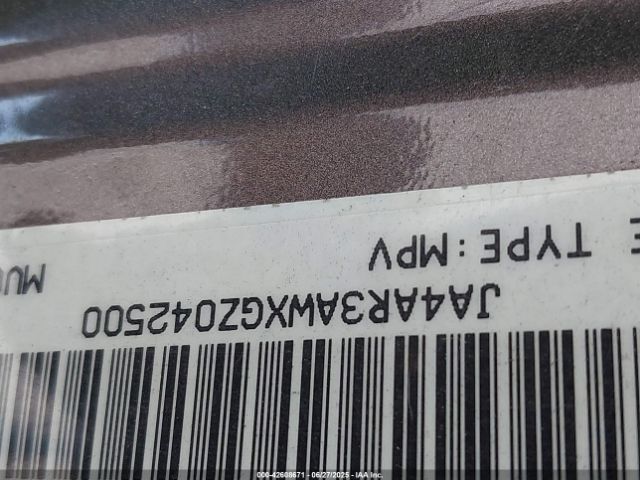 JA4AR3AWXGZ042500
E TYPE:MPV
000-42608671 | 06/27/2025 - IAA, Inc.